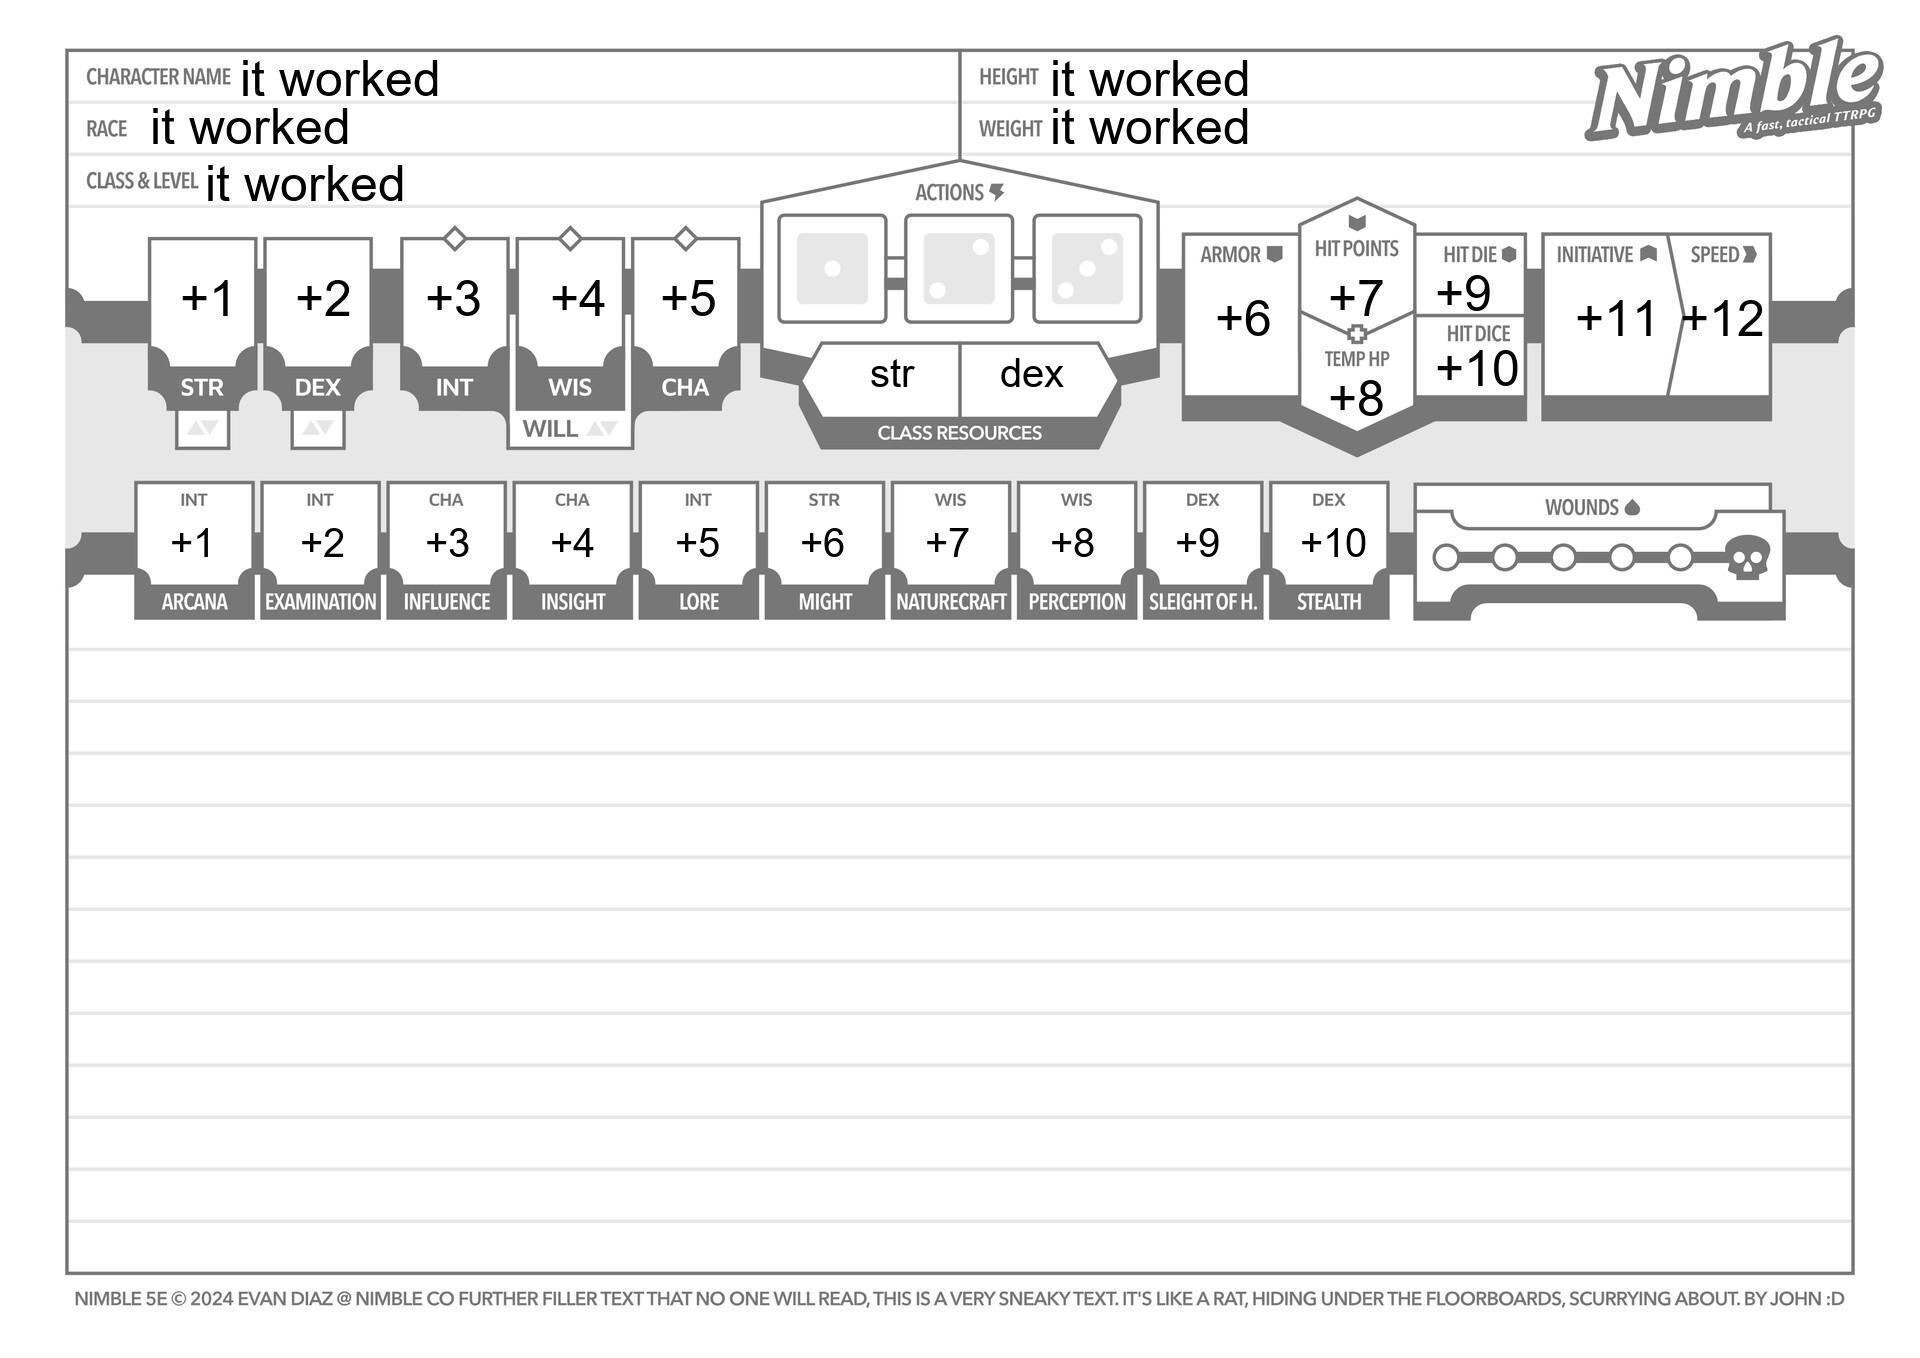 CHARACTER NAME it worked
HEIGHT it worked
Nimble
A fast, tactical TTRPG
RACE it worked
WEIGHT it worked
CLASS & LEVEL it worked
ACTIONS
+1 +2 +3 +4 +5
STR DEX INT WIS CHA
WILL
str dex
CLASS RESOURCES
ARMOR
+6
HIT POINTS
+7
TEMP HP
+8
HIT DIE
+9
HIT DICE
+10
INITIATIVE
+11
SPEED
+12
INT INT CHA CHA INT STR WIS WIS DEX DEX
+1 +2 +3 +4 +5 +6 +7 +8 +9 +10
ARCANA EXAMINATION INFLUENCE INSIGHT LORE MIGHT NATURECRAFT PERCEPTION SLEIGHT OF H. STEALTH
WOUNDS
NIMBLE 5E © 2024 EVAN DIAZ @ NIMBLE CO FURTHER FILLER TEXT THAT NO ONE WILL READ, THIS IS A VERY SNEAKY TEXT. IT'S LIKE A RAT, HIDING UNDER THE FLOORBOARDS, SCURRYING ABOUT. BY JOHN :D